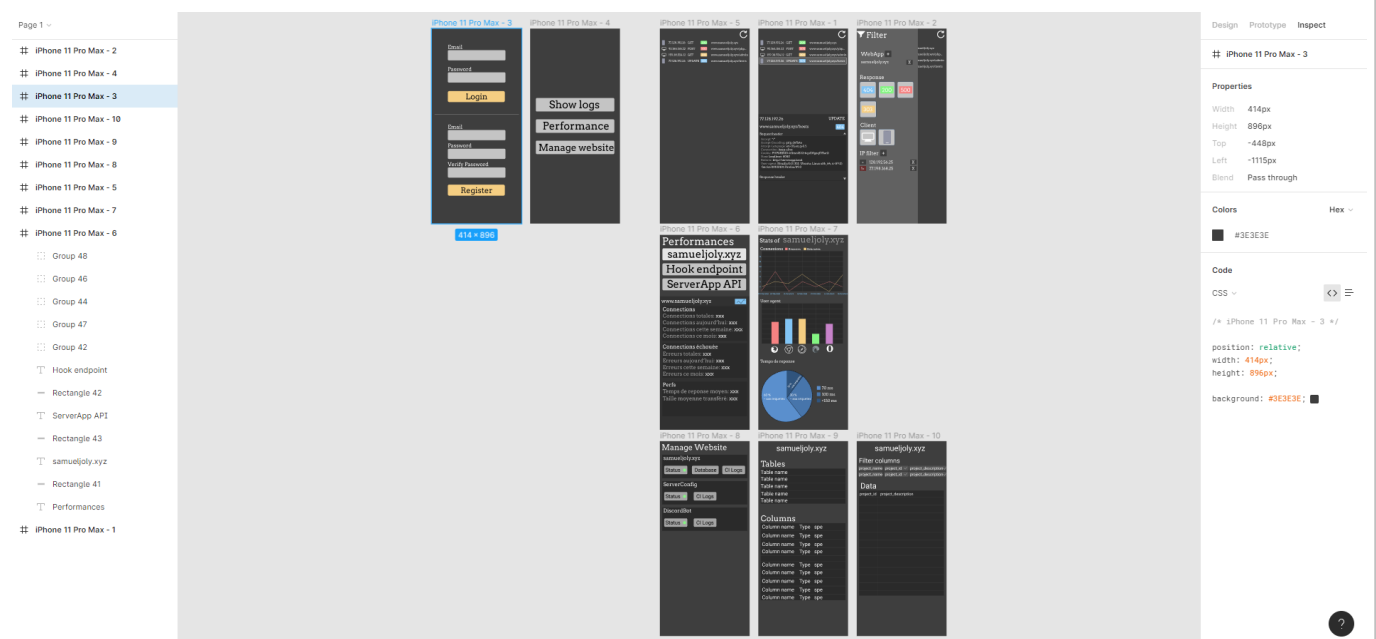 Page 1
iPhone 11 Pro Max - 2
iPhone 11 Pro Max - 4
iPhone 11 Pro Max - 3
iPhone 11 Pro Max - 10
iPhone 11 Pro Max - 9
iPhone 11 Pro Max - 8
iPhone 11 Pro Max - 5
iPhone 11 Pro Max - 7
iPhone 11 Pro Max - 6
Group 48
Group 46
Group 44
Group 47
Group 42
Hook endpoint
Rectangle 42
ServerApp API
Rectangle 43
samueljoly.xyz
Rectangle 41
Performances
iPhone 11 Pro Max - 1
iPhone 11 Pro Max - 3
Email
Password
Login
Email
Password
Verify Password
Register
414 × 896
iPhone 11 Pro Max - 4
Show logs
Performance
Manage website
iPhone 11 Pro Max - 5
iPhone 11 Pro Max - 1
UPDATE
iPhone 11 Pro Max - 2
Filter
WebApp +
samueljoly.xyz
Response
404
500
Client
IP Filter +
iPhone 11 Pro Max - 6
Performances
samueljoly.xyz
Hook endpoint
ServerApp API
www.samueljoly.xyz
Connections
Connections totales: xxx
Connections aujourd'hui: xxx
Connections cette semaine: xxx
Connections ce mois: xxx
Connections échouée
Erreurs totales: xxx
Erreurs aujourd'hui: xxx
Erreurs cette semaine: xxx
Erreurs ce mois: xxx
Perfs
Temps de reponse moyen: xxx
Taille moyenne transféré: xxx
iPhone 11 Pro Max - 7
Stats of samueljoly.xyz
Connections
User agent
Temps de reponse
iPhone 11 Pro Max - 8
Manage Website
samueljoly.xyz
Status
Database
CI Logs
ServerConfig
Status
CI Logs
DiscordBot
Status
CI Logs
iPhone 11 Pro Max - 9
samueljoly.xyz
Tables
Table name
Table name
Table name
Table name
Table name
Columns
Column name Type spe
Column name Type spe
Column name Type spe
Column name Type spe
Column name Type spe
Column name Type spe
Column name Type spe
Column name Type spe
Column name Type spe
iPhone 11 Pro Max - 10
samueljoly.xyz
Filter columns
project_name project_id project_description
project_name project_id project_description
Data
project_id project_description
Design Prototype Inspect
iPhone 11 Pro Max - 3
Properties
Width 414px
Height 896px
Top -448px
Left -1115px
Blend Pass through
Colors Hex
#3E3E3E
Code
CSS
/* iPhone 11 Pro Max - 3 */
position: relative;
width: 414px;
height: 896px;
background: #3E3E3E;
?